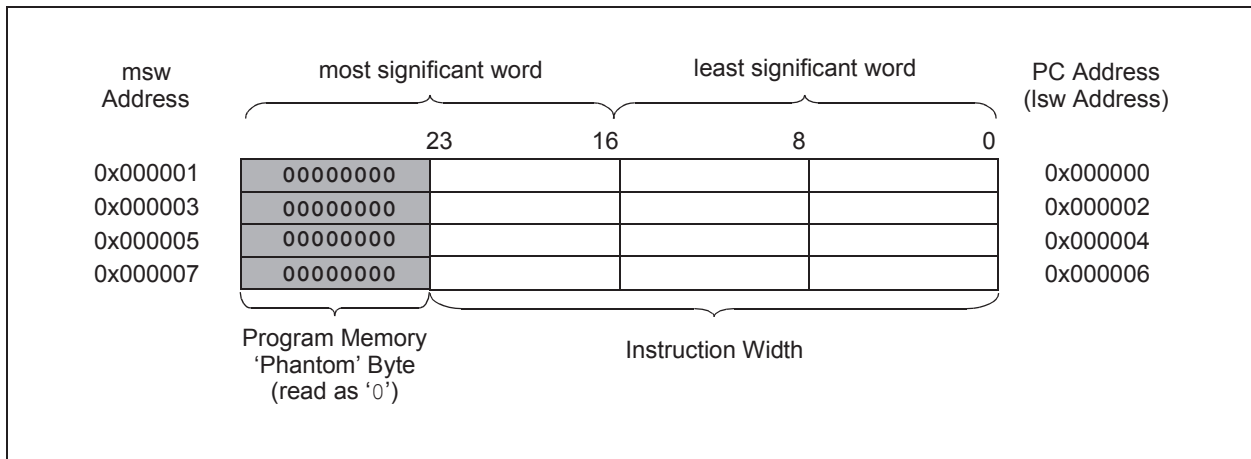 msw
Address
most significant word
least significant word
PC Address
(lsw Address)
23
16
8
0
0x000001
00000000
0x000000
0x000003
00000000
0x000002
0x000005
00000000
0x000004
0x000007
00000000
0x000006
Program Memory
‘Phantom’ Byte
(read as ‘0’)
Instruction Width